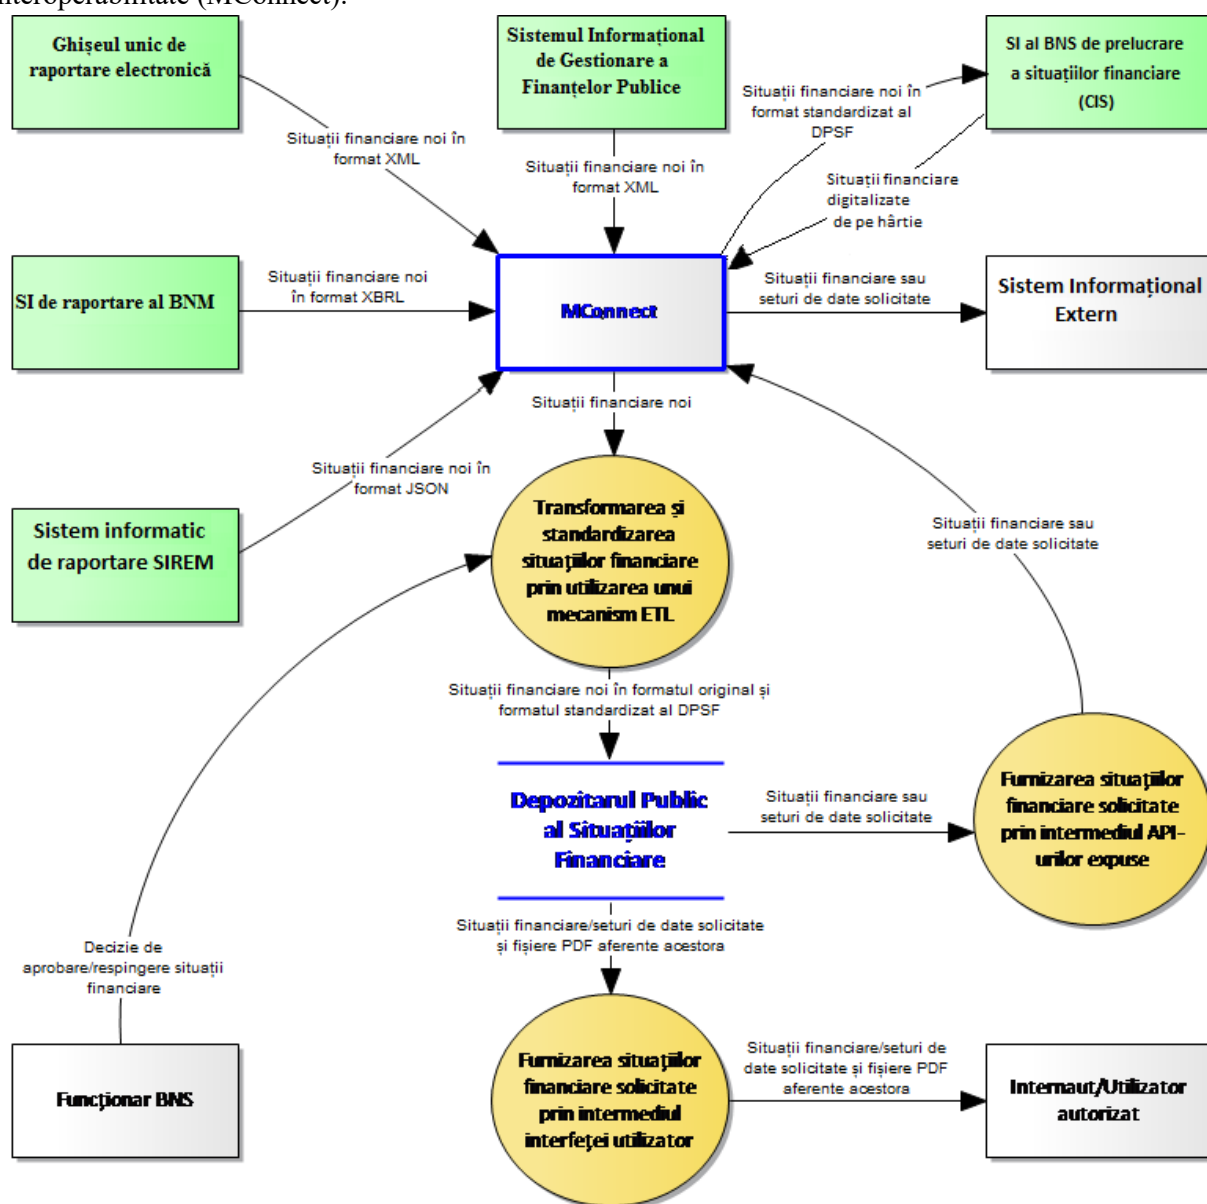 interoperabilitate (MConnect).
Ghișeul unic de
raportare electronică
Sistemul Informațional
de Gestionare a
Finanțelor Publice
SI al BNS de prelucrare
a situațiilor financiare
(CIS)
Situații financiare noi în
format XML
Situații financiare noi în
format XML
Situații financiare noi în
format standardizat al
DPSF
Situații financiare
digitalizate
de pe hârtie
SI de raportare al BNM
Situații financiare noi
în format XBRL
MConnect
Situații financiare sau
seturi de date solicitate
Sistem Informațional
Extern
Situații financiare noi
Situații financiare noi în
format JSON
Sistem informatic
de raportare SIREM
Transformarea și
standardizarea
situațiilor financiare
prin utilizarea unui
mecanism ETL
Situații financiare sau
seturi de date solicitate
Situații financiare noi în formatul original și
formatul standardizat al DPSF
Depozitarul Public
al Situațiilor
Financiare
Situații financiare sau
seturi de date solicitate
Furnizarea situațiilor
financiare solicitate
prin intermediul API-
urilor expuse
Situații financiare/seturi de date solicitate
și fișiere PDF aferente acestora
Decizie de
aprobare/respingere situații
financiare
Funcționar BNS
Furnizarea situațiilor
financiare solicitate
prin intermediul
interfeței utilizator
Situații financiare/seturi de
date solicitate și fișiere PDF
aferente acestora
Internaut/Utilizator
autorizat